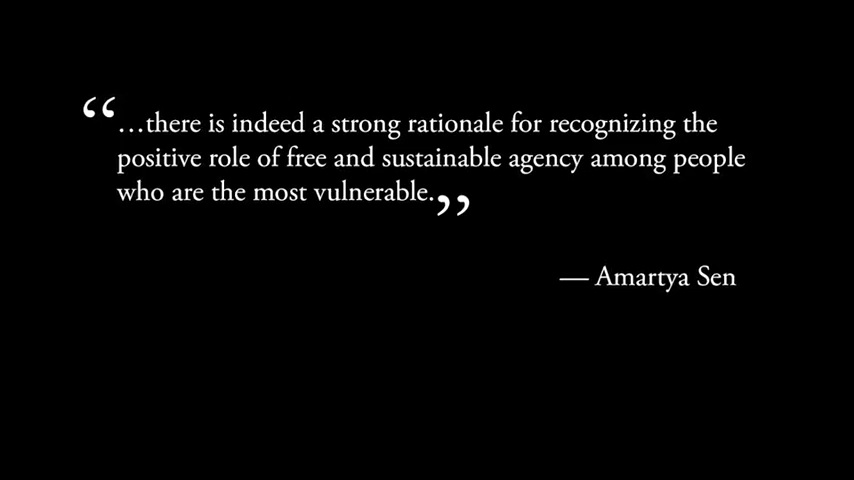 “…there is indeed a strong rationale for recognizing the
positive role of free and sustainable agency among people
who are the most vulnerable.”
— Amartya Sen